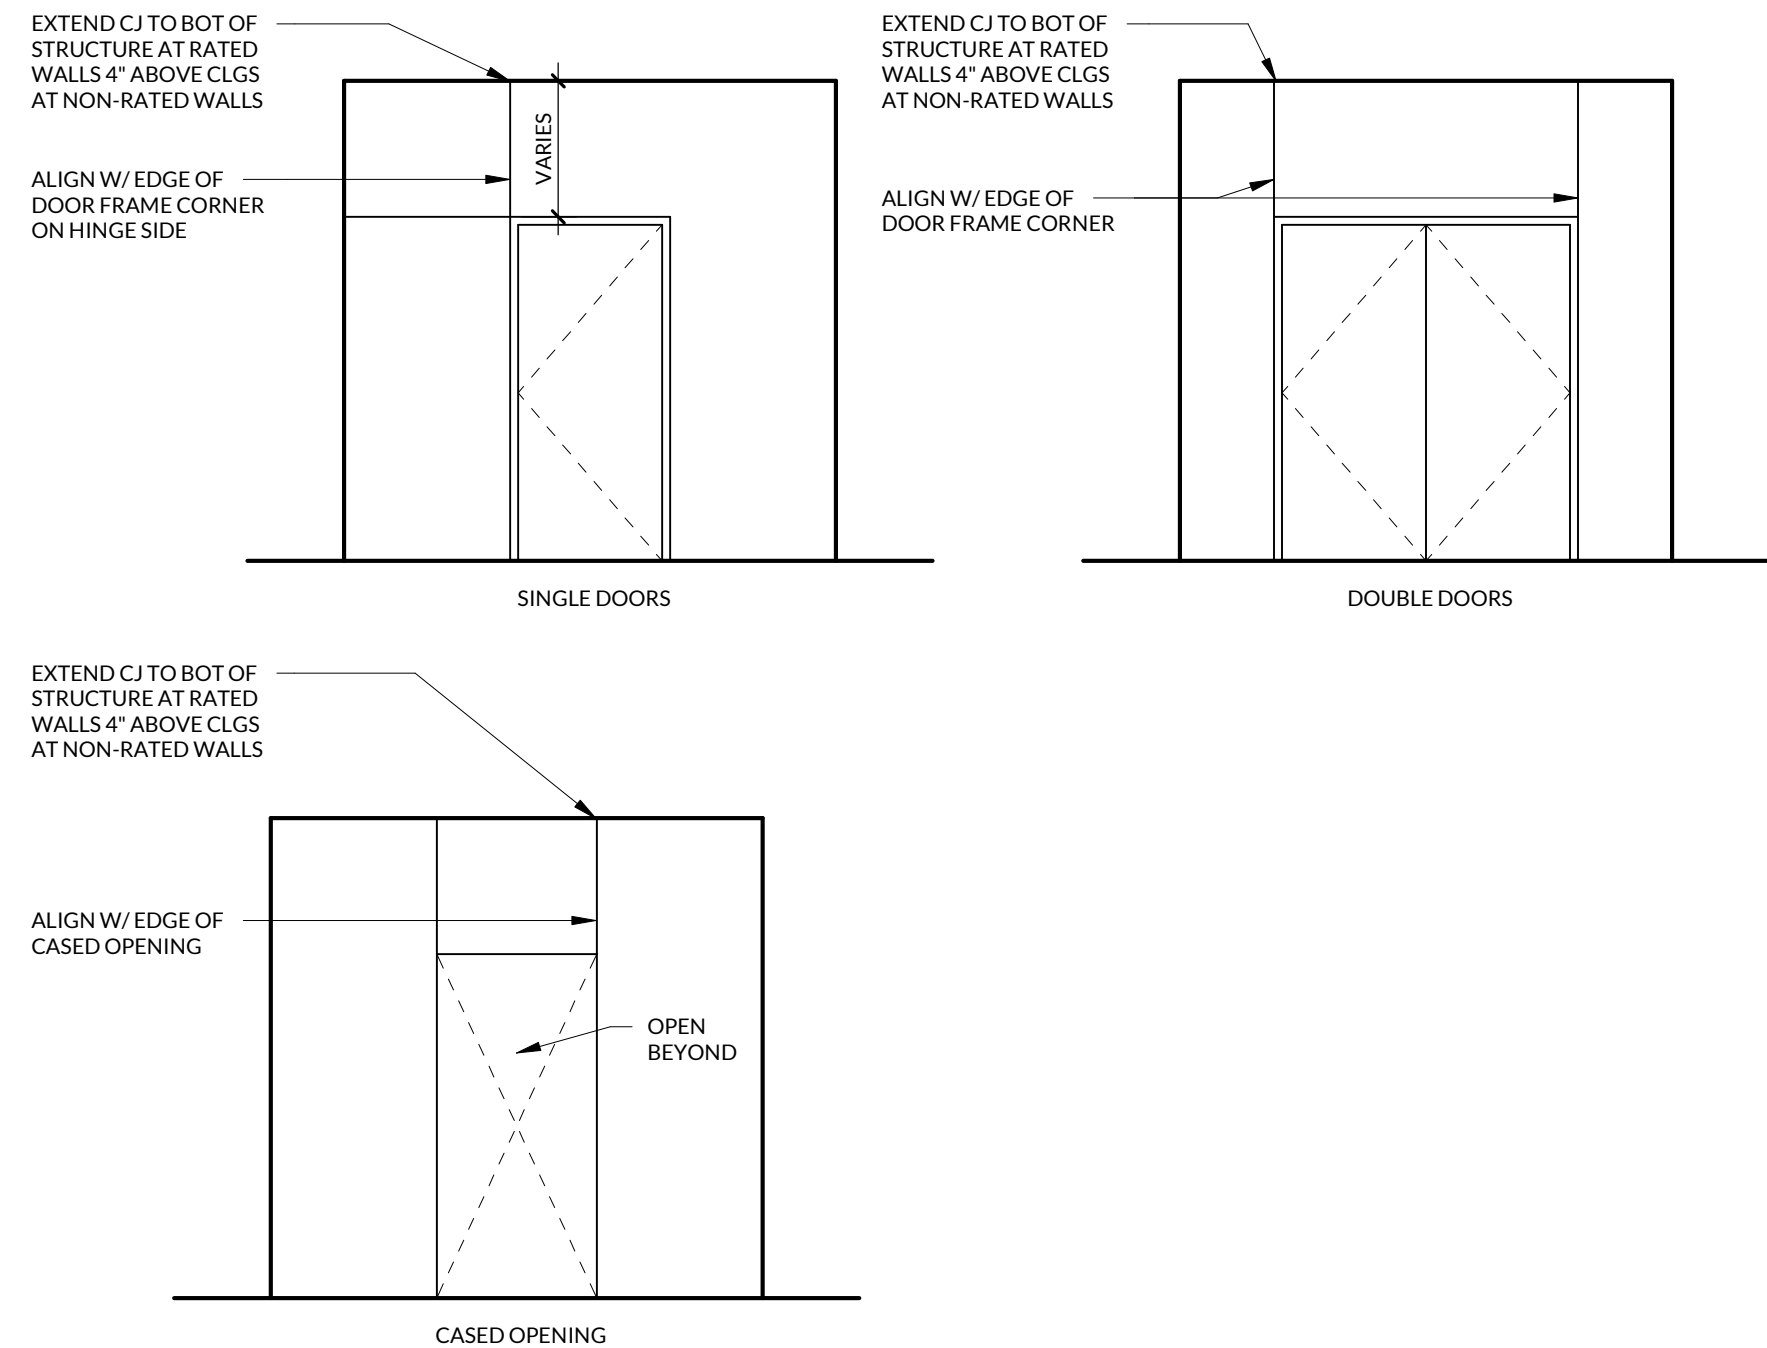 EXTEND CJ TO BOT OF
STRUCTURE AT RATED
WALLS 4" ABOVE CLGS
AT NON-RATED WALLS
ALIGN W/ EDGE OF
DOOR FRAME CORNER
ON HINGE SIDE
VARIES
SINGLE DOORS
EXTEND CJ TO BOT OF
STRUCTURE AT RATED
WALLS 4" ABOVE CLGS
AT NON-RATED WALLS
ALIGN W/ EDGE OF
DOOR FRAME CORNER
DOUBLE DOORS
EXTEND CJ TO BOT OF
STRUCTURE AT RATED
WALLS 4" ABOVE CLGS
AT NON-RATED WALLS
ALIGN W/ EDGE OF
CASED OPENING
OPEN
BEYOND
CASED OPENING